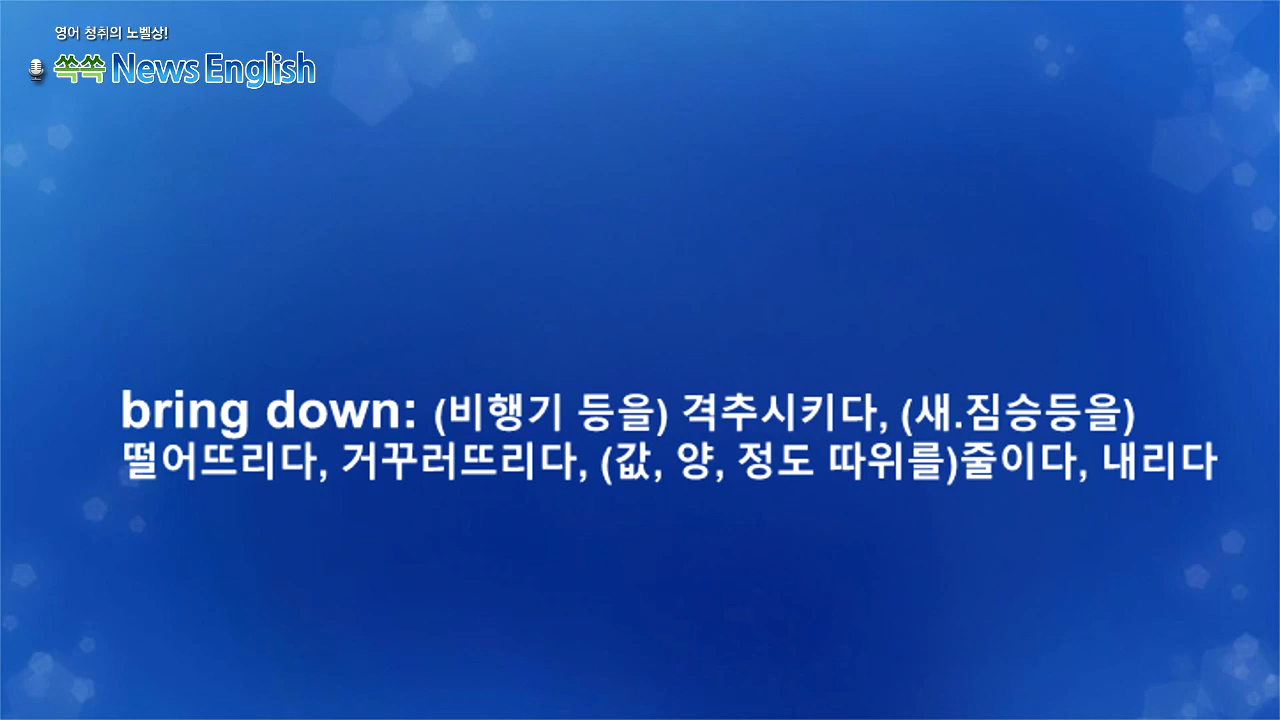 영어 청취의 노벨상!
쏙쏙 News English
bring down: (비행기 등을) 격추시키다, (새.짐승등을)
떨어뜨리다, 거꾸러뜨리다, (값, 양, 정도 따위를)줄이다, 내리다